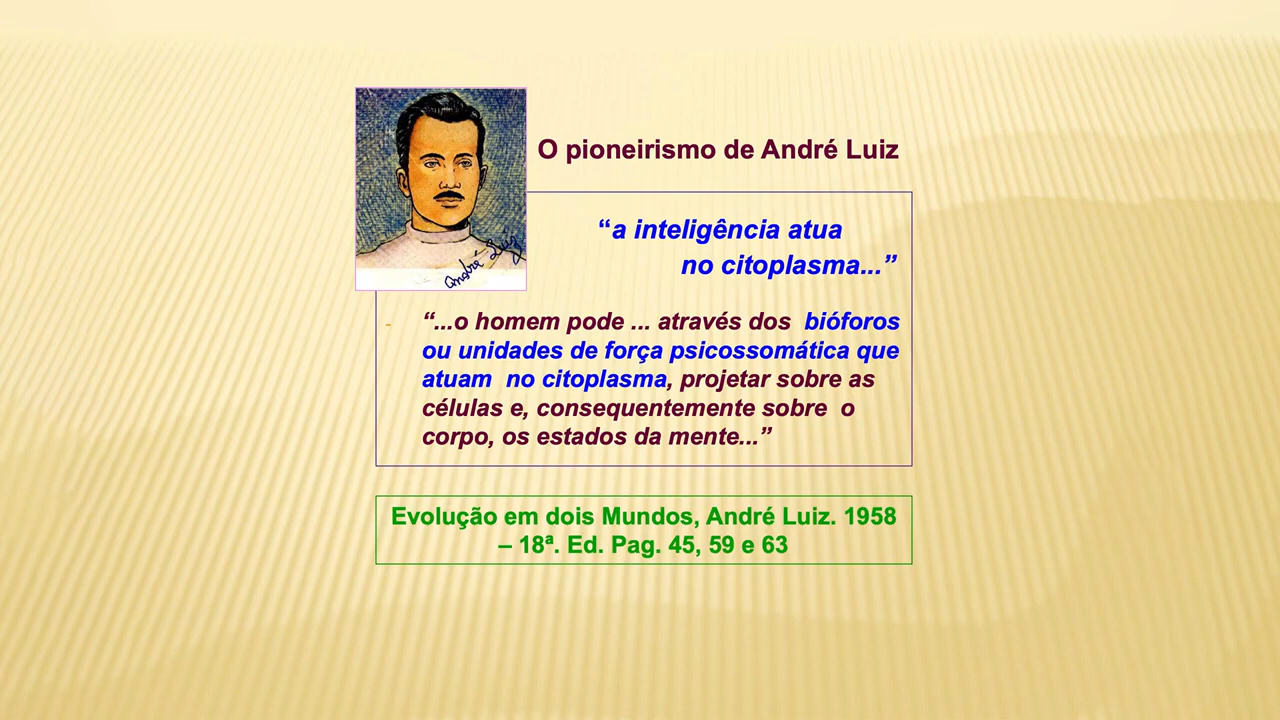 O pioneirismo de André Luiz
André Luiz
“a inteligência atua
no citoplasma...”
- “...o homem pode ... através dos bióforos
ou unidades de força psicossomática que
atuam no citoplasma, projetar sobre as
células e, consequentemente sobre o
corpo, os estados da mente...”
Evolução em dois Mundos, André Luiz. 1958
– 18ª. Ed. Pag. 45, 59 e 63